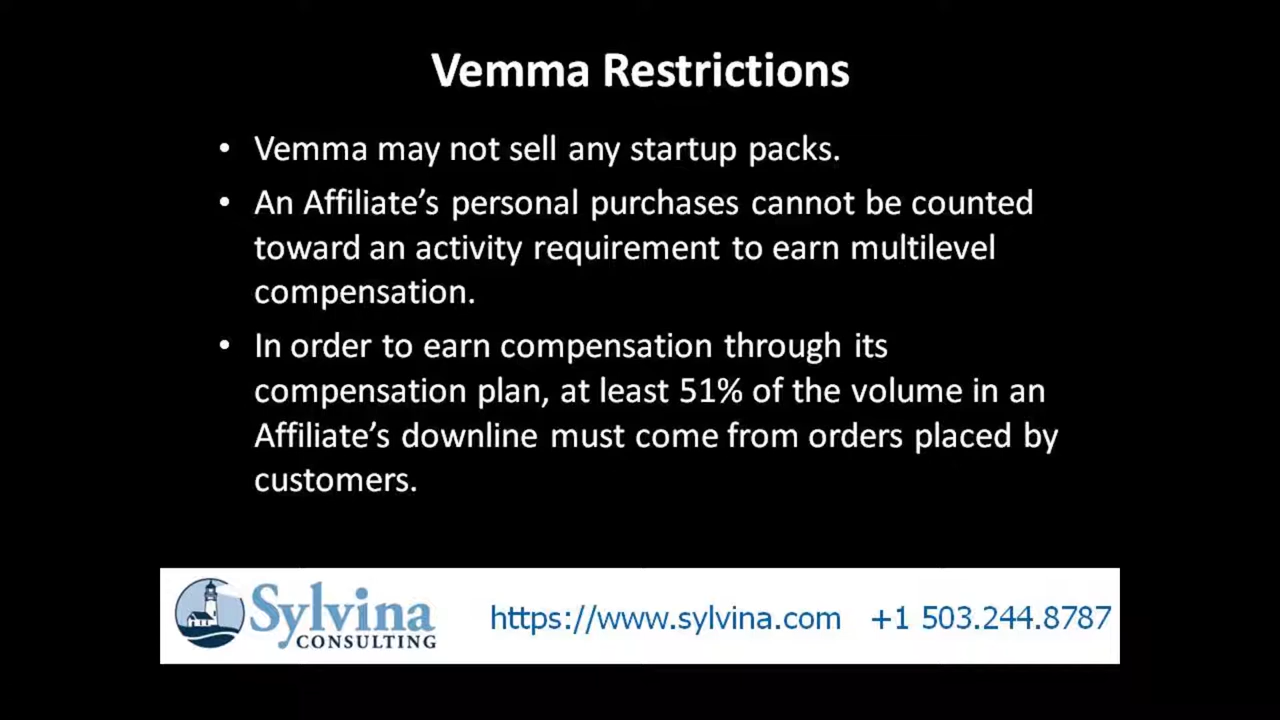 Vemma Restrictions
• Vemma may not sell any startup packs.
• An Affiliate’s personal purchases cannot be counted
toward an activity requirement to earn multilevel
compensation.
• In order to earn compensation through its
compensation plan, at least 51% of the volume in an
Affiliate’s downline must come from orders placed by
customers.
Sylvina
CONSULTING
https://www.sylvina.com +1 503.244.8787